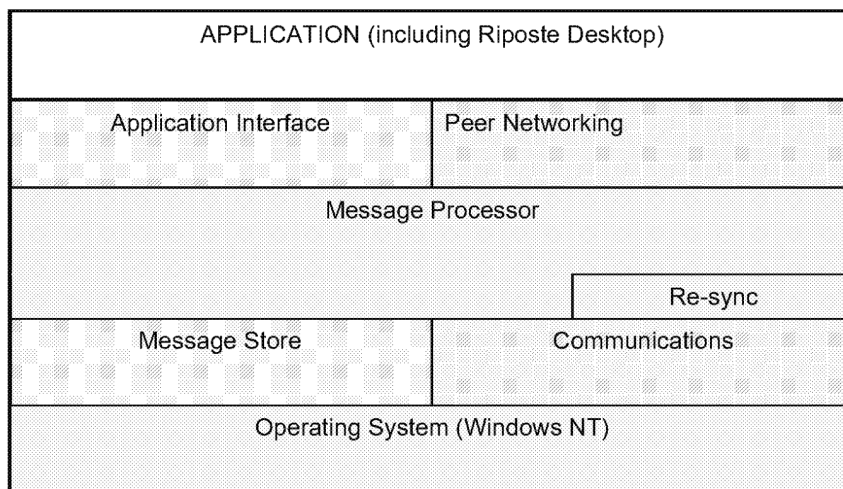 APPLICATION (including Riposte Desktop)
Application Interface
Peer Networking
Message Processor
Re-sync
Message Store
Communications
Operating System (Windows NT)